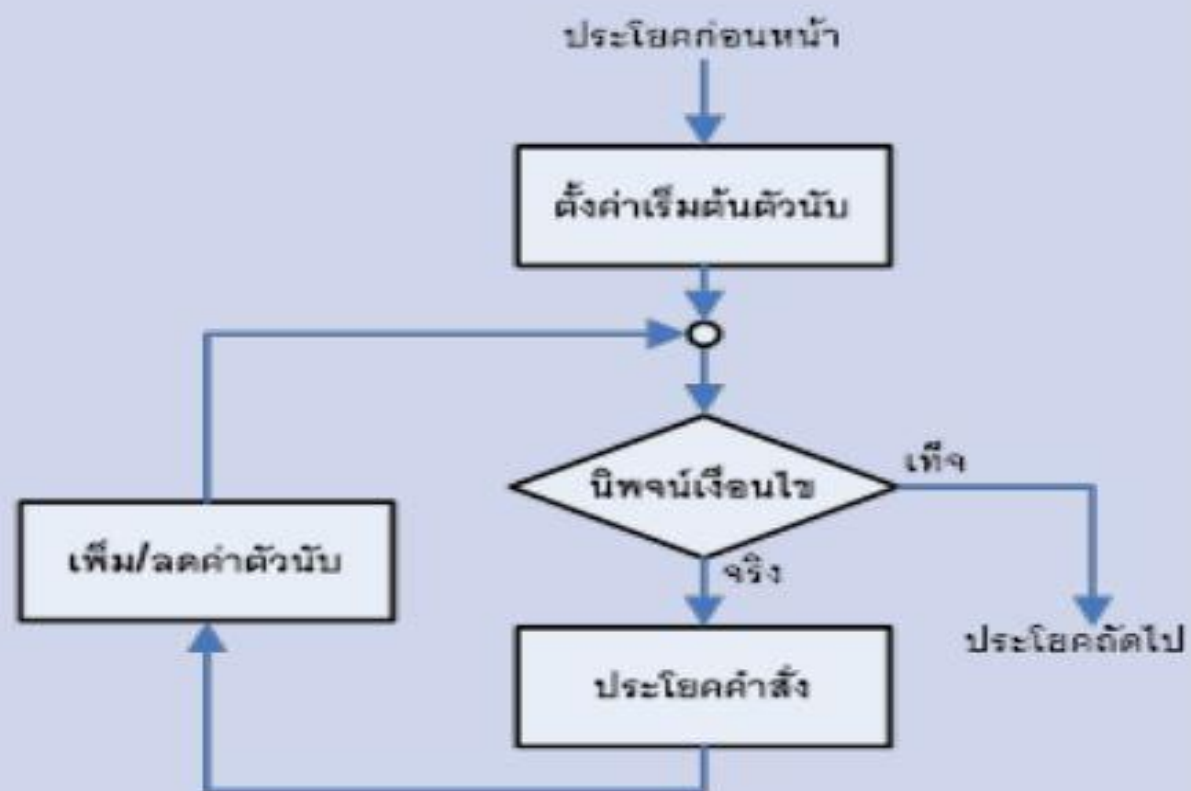 ประโยคก่อนหน้า
ตั้งค่าเริ่มต้นตัวนับ
นิพจน์เงื่อนไข
เท็จ
เพิ่ม/ลดค่าตัวนับ
จริง
ประโยคถัดไป
ประโยคคำสั่ง